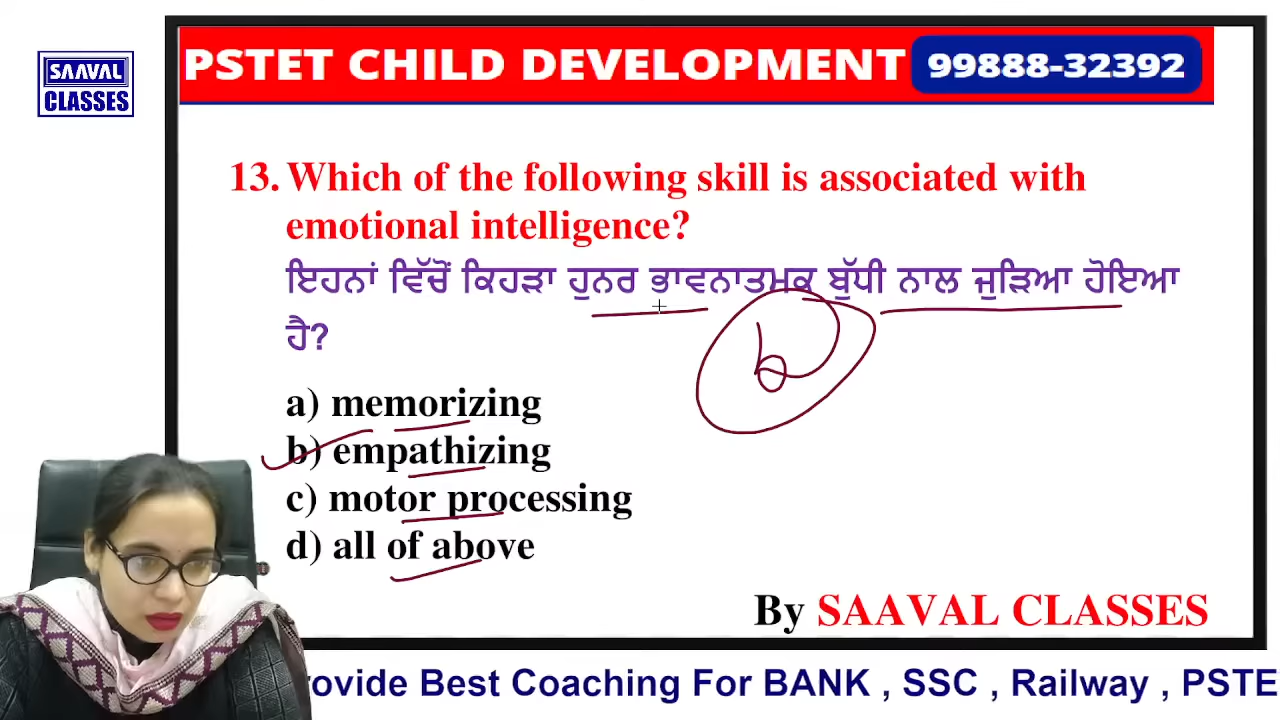 SAAVAL
CLASSES
PSTET CHILD DEVELOPMENT 99888-32392
13. Which of the following skill is associated with
emotional intelligence?
ਇਹਨਾਂ ਵਿੱਚੋਂ ਕਿਹੜਾ ਹੁਨਰ ਭਾਵਨਾਤਮਕ ਬੁੱਧੀ ਨਾਲ ਜੁੜਿਆ ਹੋਇਆ
ਹੈ?
b
a) memorizing
b) empathizing
c) motor processing
d) all of above
By SAAVAL CLASSES
rovide Best Coaching For BANK , SSC , Railway , PSTE